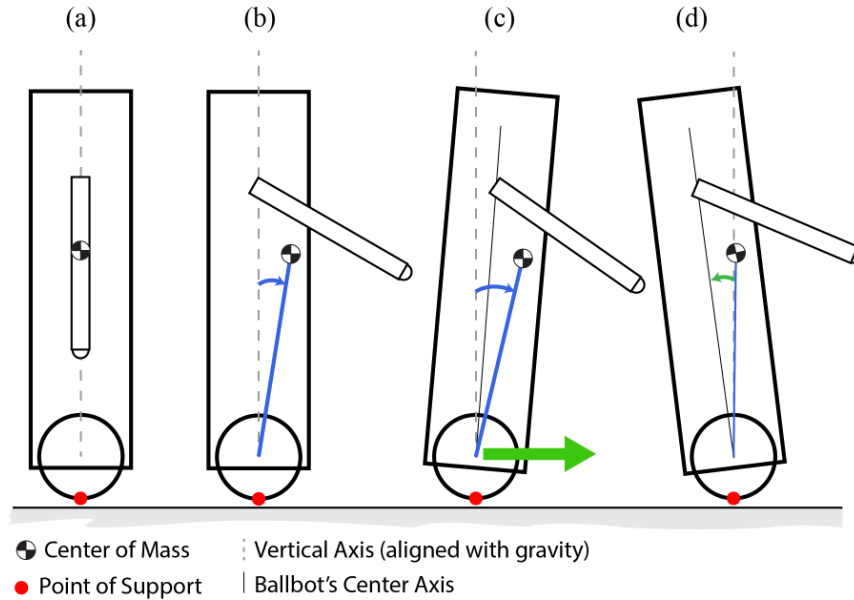 (a) (b) (c) (d)
Center of Mass Vertical Axis (aligned with gravity)
Point of Support Ballbot's Center Axis